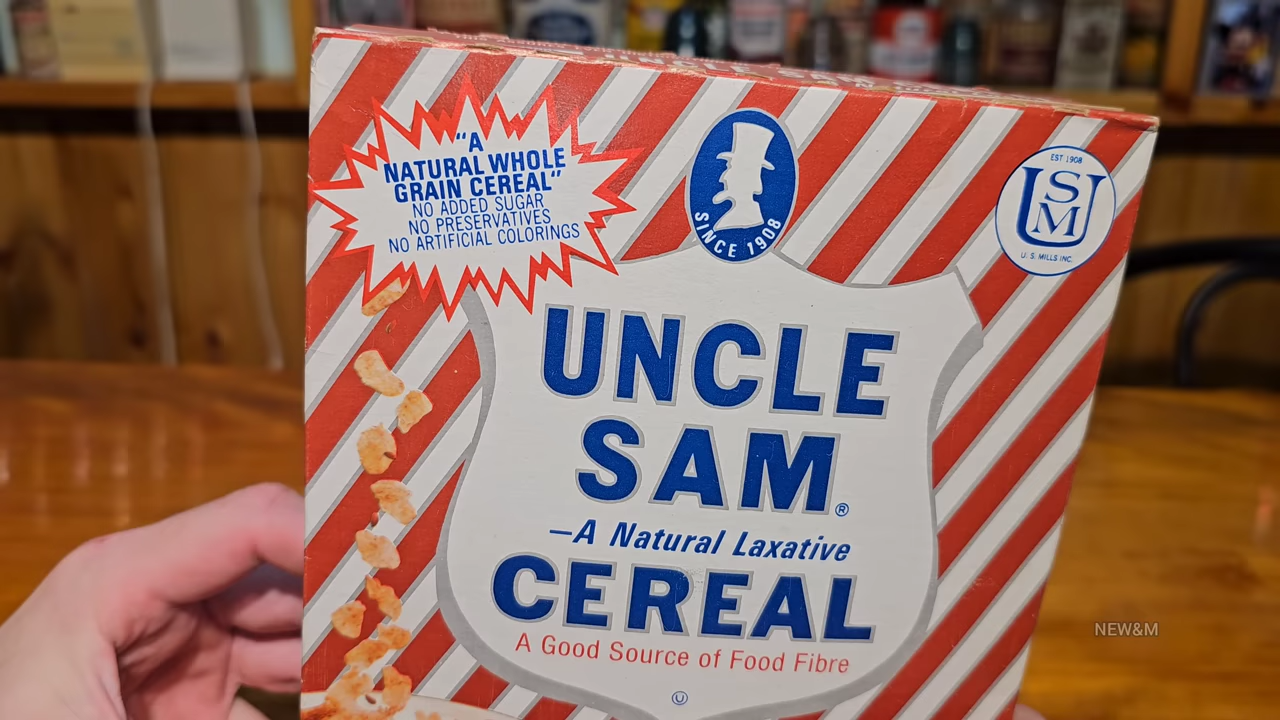 "A
NATURAL WHOLE
GRAIN CEREAL"
NO ADDED SUGAR
NO PRESERVATIVES
NO ARTIFICIAL COLORINGS
SINCE 1908
EST 1908
USM
U.S. MILLS INC.
UNCLE
SAM®
—A Natural Laxative
CEREAL
A Good Source of Food Fibre
U
NEW&M